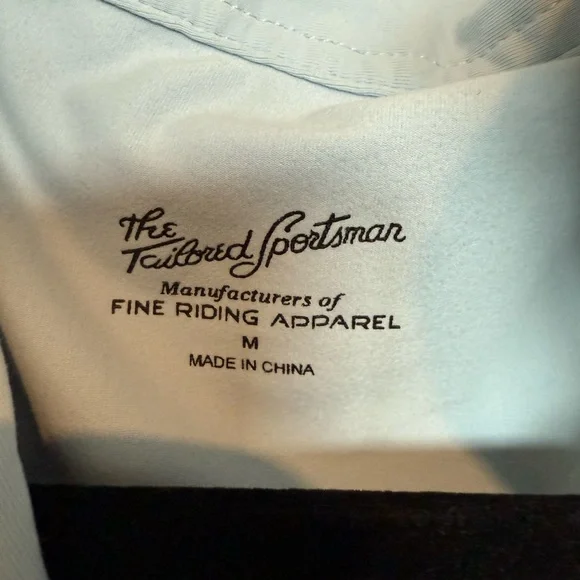 The
Tailored Sportsman
Manufacturers of
FINE RIDING APPAREL
M
MADE IN CHINA